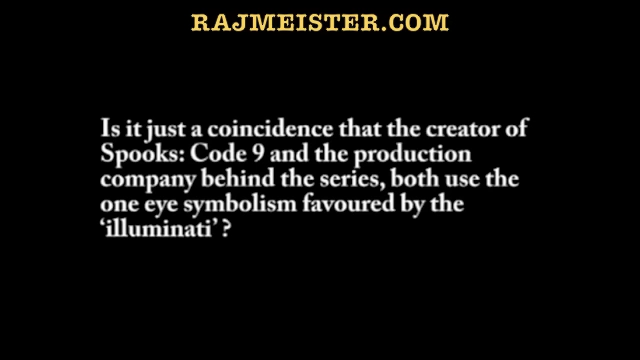 RAJMEISTER.COM
Is it just a coincidence that the creator of
Spooks: Code 9 and the production
company behind the series, both use the
one eye symbolism favoured by the
‘illuminati’ ?